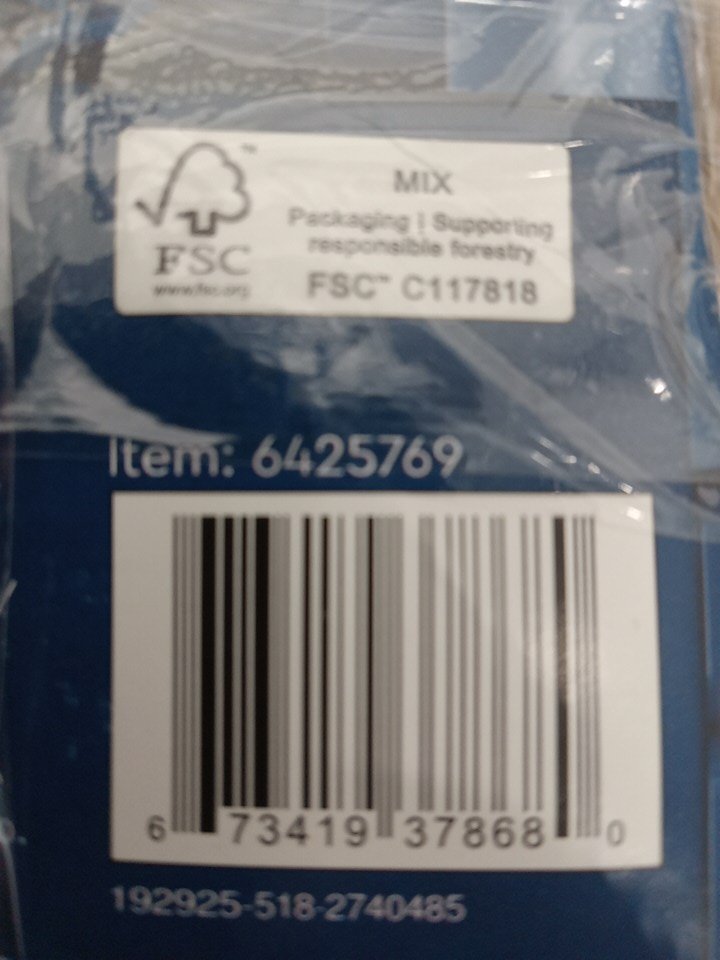 MIX
Packaging | Supporting
responsible forestry
FSC™ C117818
FSC
www.fsc.org
Item: 6425769
6 73419 37868 0
192925-518-2740485